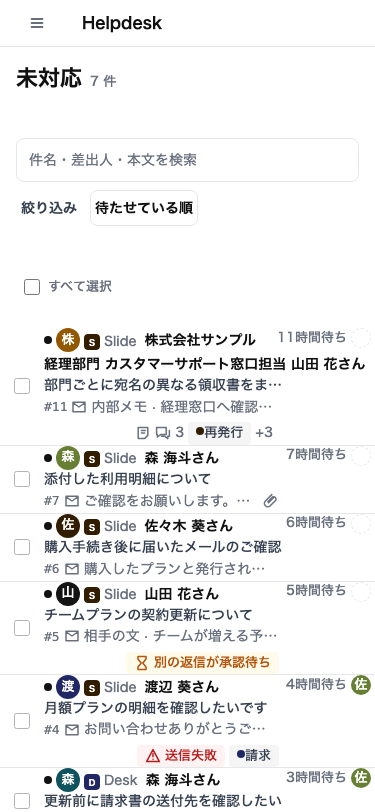 Helpdesk
未対応 7 件
件名・差出人・本文を検索
絞り込み 待たせている順
すべて選択
株 S Slide 株式会社サンプル 11時間待ち
経理部門 カスタマーサポート窓口担当 山田 花さん
部門ごとに宛名の異なる領収書をま…
#11 内部メモ · 経理窓口へ確認…
3 再発行 +3
森 S Slide 森 海斗さん 7時間待ち
添付した利用明細について
#7 ご確認をお願いします。…
佐 S Slide 佐々木 葵さん 6時間待ち
購入手続き後に届いたメールのご確認
#6 購入したプランと発行され…
山 S Slide 山田 花さん 5時間待ち
チームプランの契約更新について
#5 相手の文 · チームが増える予…
別の返信が承認待ち
渡 S Slide 渡辺 葵さん 4時間待ち 佐
月額プランの明細を確認したいです
#4 お問い合わせありがとうご…
送信失敗 請求
森 D Desk 森 海斗さん 3時間待ち 佐
更新前に請求書の送付先を確認したい